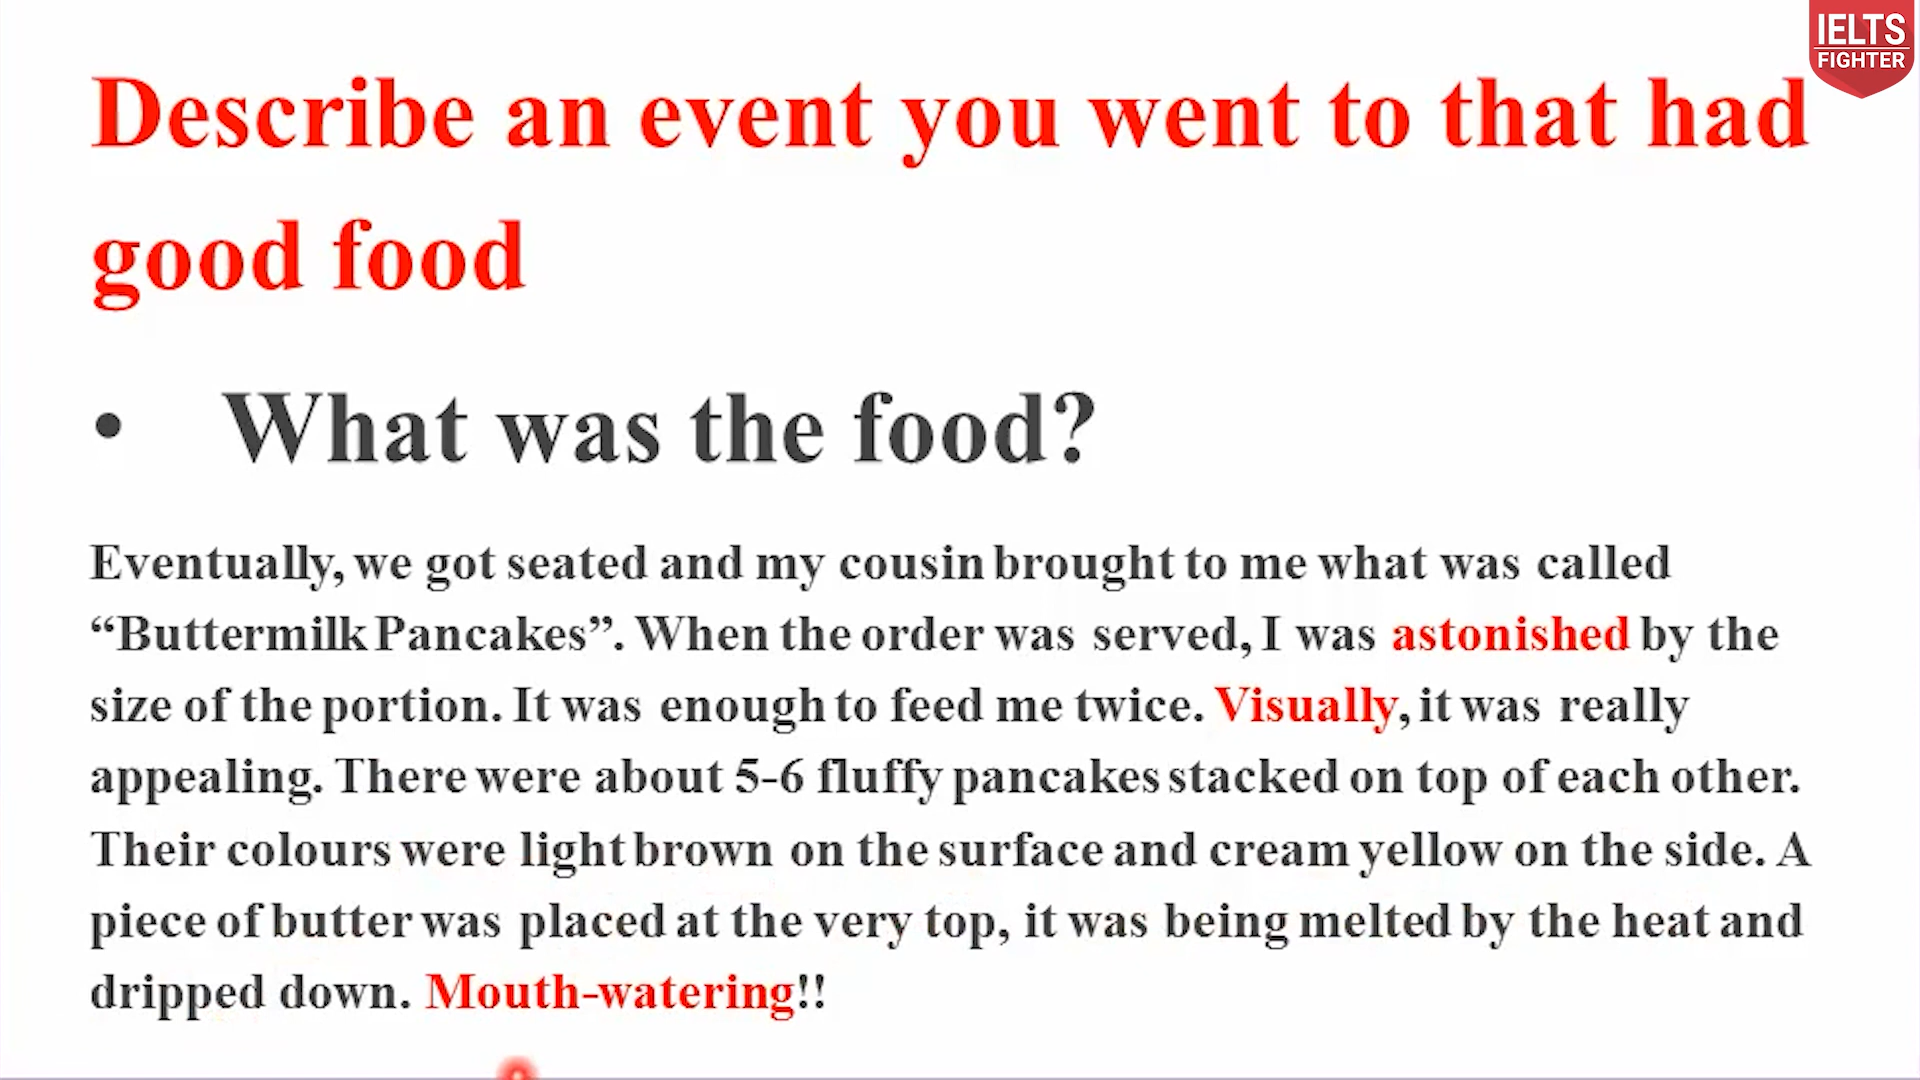 IELTS
FIGHTER
Describe an event you went to that had
good food
• What was the food?
Eventually, we got seated and my cousin brought to me what was called
“Buttermilk Pancakes”. When the order was served, I was astonished by the
size of the portion. It was enough to feed me twice. Visually, it was really
appealing. There were about 5-6 fluffy pancakes stacked on top of each other.
Their colours were light brown on the surface and cream yellow on the side. A
piece of butter was placed at the very top, it was being melted by the heat and
dripped down. Mouth-watering!!